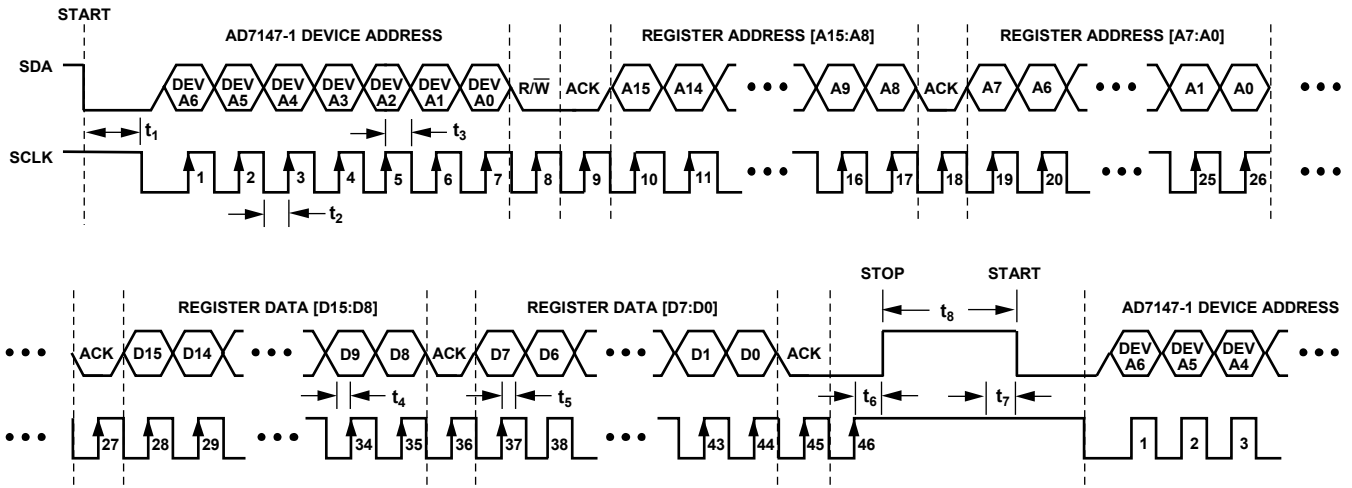 START
AD7147-1 DEVICE ADDRESS REGISTER ADDRESS [A15:A8] REGISTER ADDRESS [A7:A0]
SDA
DEV A6 DEV A5 DEV A4 DEV A3 DEV A2 DEV A1 DEV A0 R/W̅ ACK A15 A14 A9 A8 ACK A7 A6 A1 A0
t1 t3
SCLK
1 2 3 4 5 6 7 8 9 10 11 16 17 18 19 20 25 26
t2
STOP START
REGISTER DATA [D15:D8] REGISTER DATA [D7:D0] t8 AD7147-1 DEVICE ADDRESS
ACK D15 D14 D9 D8 ACK D7 D6 D1 D0 ACK DEV A6 DEV A5 DEV A4
t4 t5 t6 t7
27 28 29 34 35 36 37 38 43 44 45 46 1 2 3